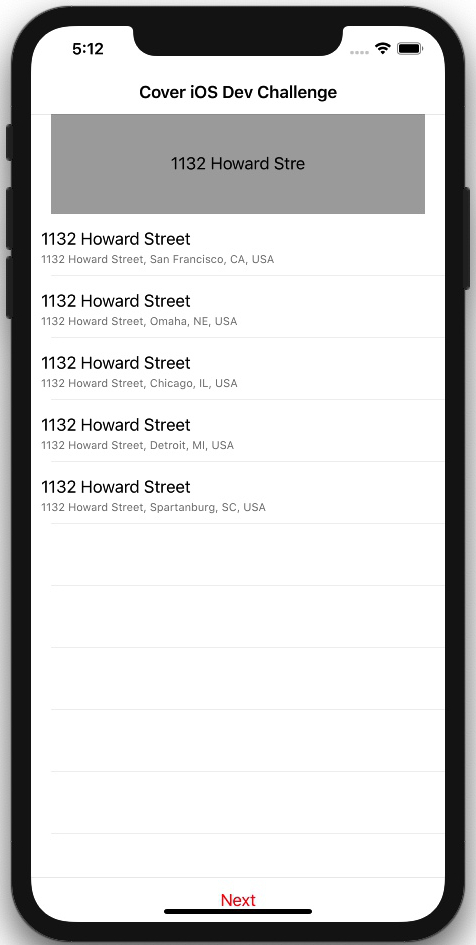 5:12
Cover iOS Dev Challenge
1132 Howard Stre
1132 Howard Street
1132 Howard Street, San Francisco, CA, USA
1132 Howard Street
1132 Howard Street, Omaha, NE, USA
1132 Howard Street
1132 Howard Street, Chicago, IL, USA
1132 Howard Street
1132 Howard Street, Detroit, MI, USA
1132 Howard Street
1132 Howard Street, Spartanburg, SC, USA
Next